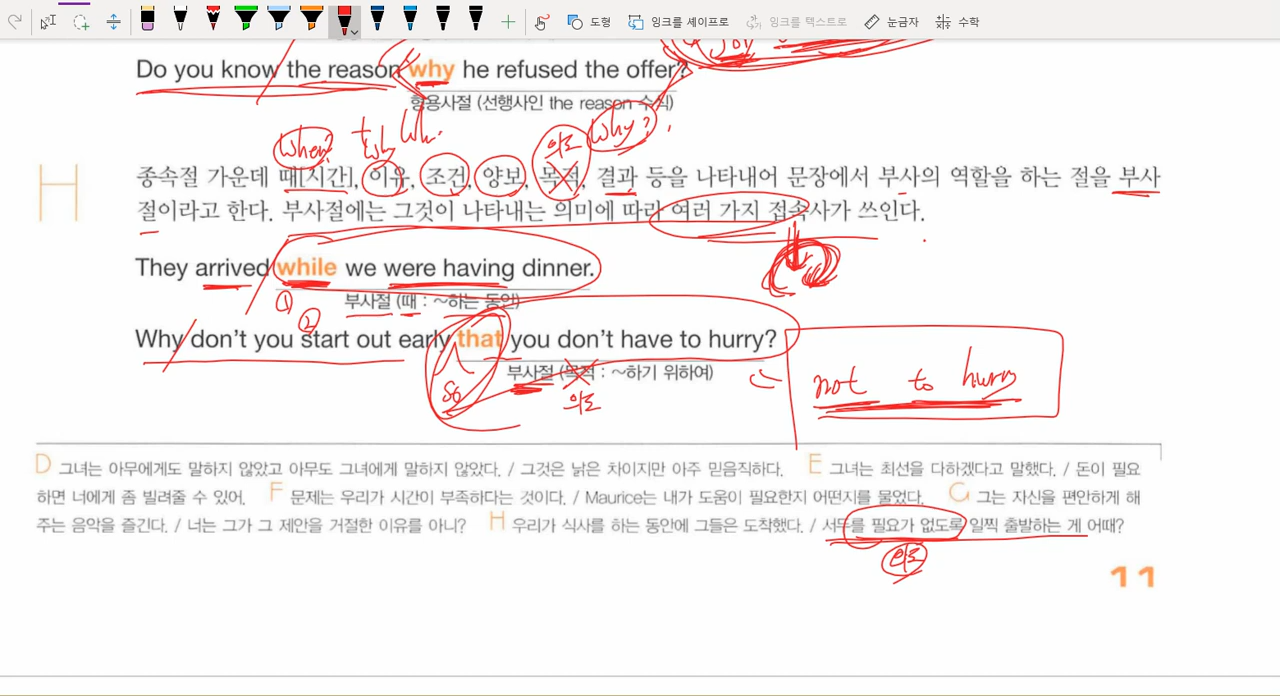 도형 잉크를 셰이프로 잉크를 텍스트로 눈금자 수학
Do you know the reason why he refused the offer?
형용사절 (선행사인 the reason 수식)
When? why Wh. 의도 Why?
H 종속절 가운데 때[시간], 이유, 조건, 양보, 목적, 결과 등을 나타내어 문장에서 부사의 역할을 하는 절을 부사
절이라고 한다. 부사절에는 그것이 나타내는 의미에 따라 여러 가지 접속사가 쓰인다.
They arrived while we were having dinner.
① 부사절 (때 : ~하는 동안)
②
Why don't you start out early that you don't have to hurry?
부사절 (목적 : ~하기 위하여)
so 의도
not to hurry
D 그녀는 아무에게도 말하지 않았고 아무도 그녀에게 말하지 않았다. / 그것은 낡은 차이지만 아주 믿음직하다. E 그녀는 최선을 다하겠다고 말했다. / 돈이 필요
하면 너에게 좀 빌려줄 수 있어. F 문제는 우리가 시간이 부족하다는 것이다. / Maurice는 내가 도움이 필요한지 어떤지를 물었다. G 그는 자신을 편안하게 해
주는 음악을 즐긴다. / 너는 그가 그 제안을 거절한 이유를 아니? H 우리가 식사를 하는 동안에 그들은 도착했다. / 서두를 필요가 없도록 일찍 출발하는 게 어때?
의도
11